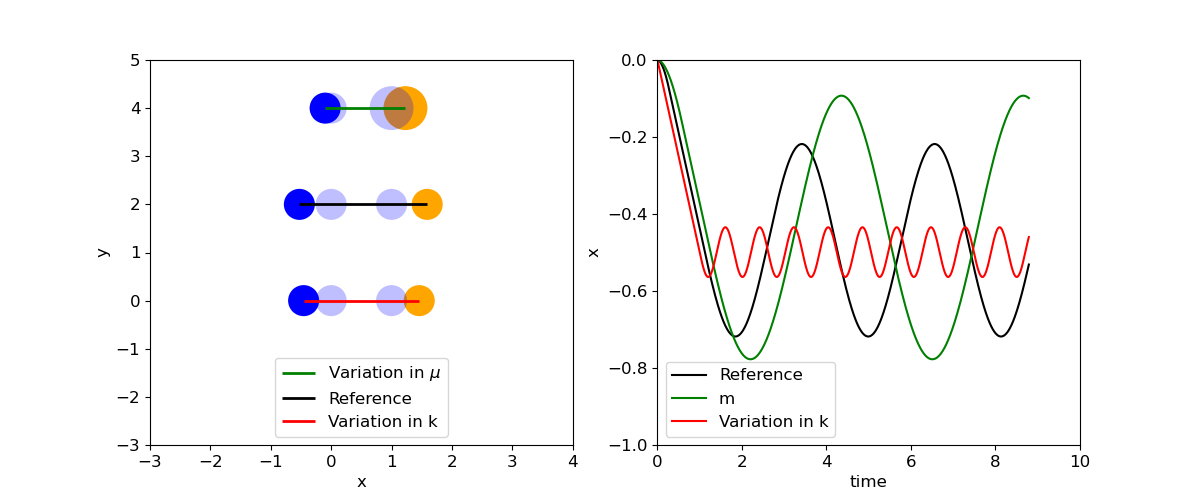 5
4
3
2
1
0
−1
−2
−3
y
−3 −2 −1 0 1 2 3 4
x
Variation in μ
Reference
Variation in k
0.0
−0.2
−0.4
−0.6
−0.8
−1.0
x
0 2 4 6 8 10
time
Reference
m
Variation in k